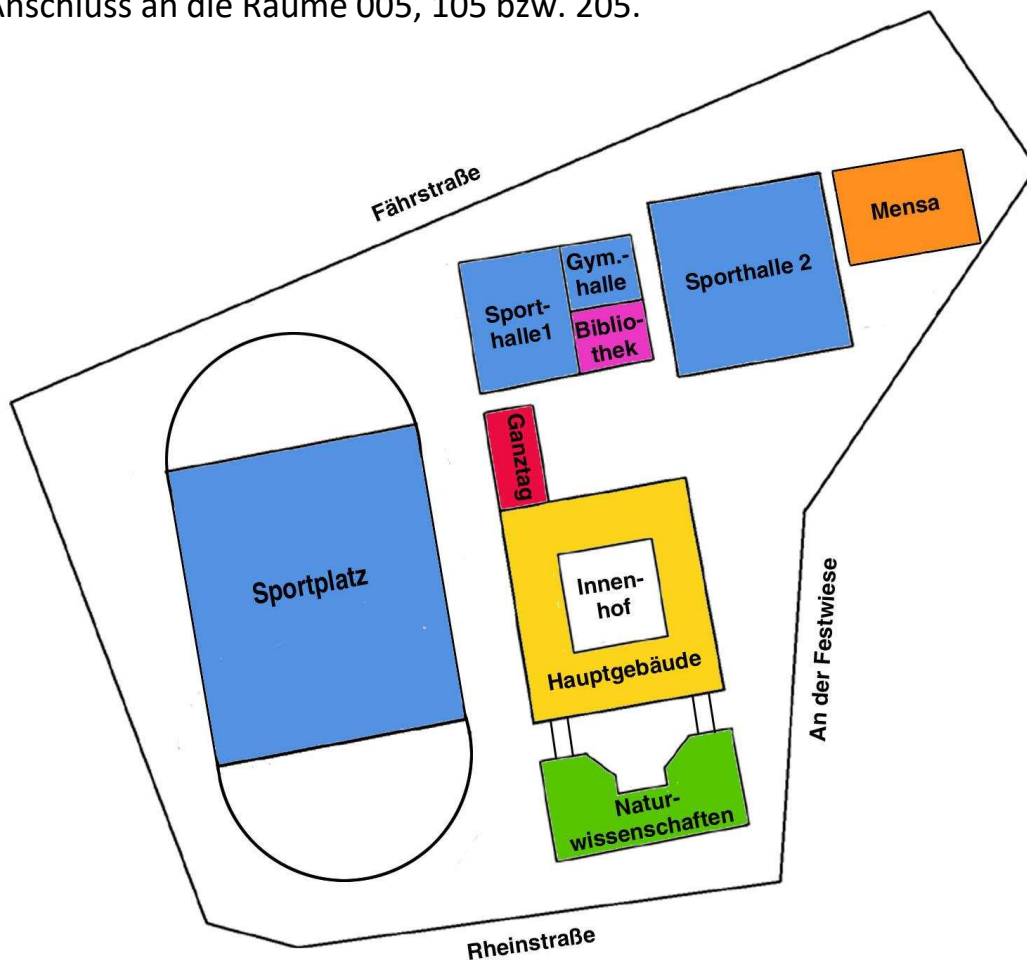 Anschluss an die Räume 005, 105 bzw. 205.
Fährstraße
Mensa
Gym.-
halle
Sporthalle 2
Sport-
halle1
Biblio-
thek
Ganztag
Sportplatz
Innen-
hof
Hauptgebäude
An der Festwiese
Natur-
wissenschaften
Rheinstraße